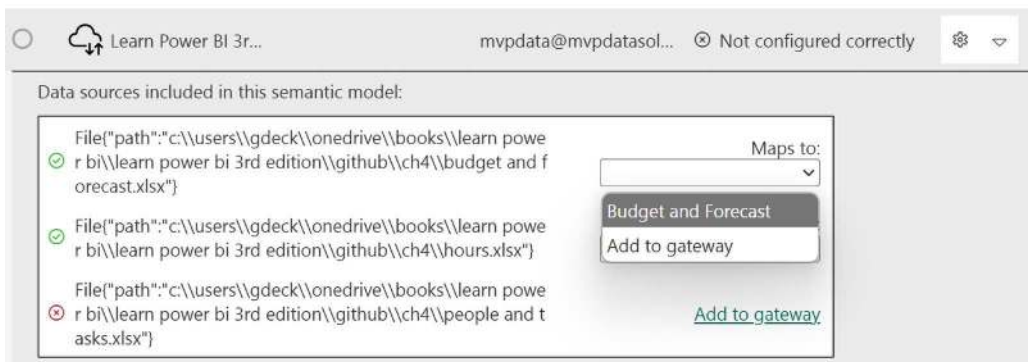 Learn Power BI 3r... mvpdata@mvpdatasol... Not configured correctly
Data sources included in this semantic model:
File{"path":"c:\\users\\gdeck\\onedrive\\books\\learn powe
r bi\\learn power bi 3rd edition\\github\\ch4\\budget and f
orecast.xlsx"}
Maps to:
Budget and Forecast
Add to gateway
File{"path":"c:\\users\\gdeck\\onedrive\\books\\learn powe
r bi\\learn power bi 3rd edition\\github\\ch4\\hours.xlsx"}
File{"path":"c:\\users\\gdeck\\onedrive\\books\\learn powe
r bi\\learn power bi 3rd edition\\github\\ch4\\people and t
asks.xlsx"}
Add to gateway